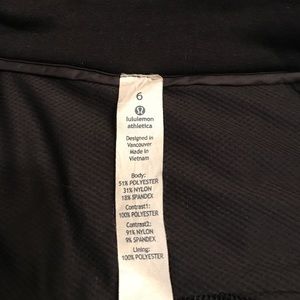 6
lululemon
athletica
Designed in
Vancouver
Made in
Vietnam
Body:
51% POLYESTER
31% NYLON
18% SPANDEX
Contrast1:
100% POLYESTER
Contrast2:
91% NYLON
9% SPANDEX
Lining:
100% POLYESTER